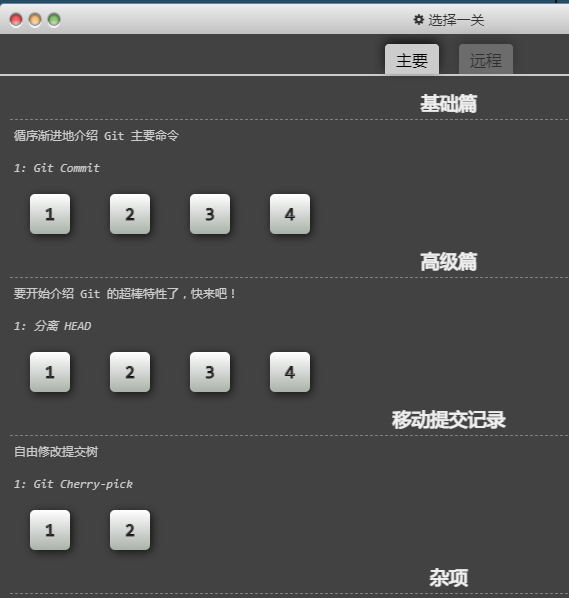 选择一关
主要 远程
基础篇
循序渐进地介绍 Git 主要命令
1: Git Commit
1 2 3 4
高级篇
要开始介绍 Git 的超棒特性了，快来吧！
1: 分离 HEAD
1 2 3 4
移动提交记录
自由修改提交树
1: Git Cherry-pick
1 2
杂项